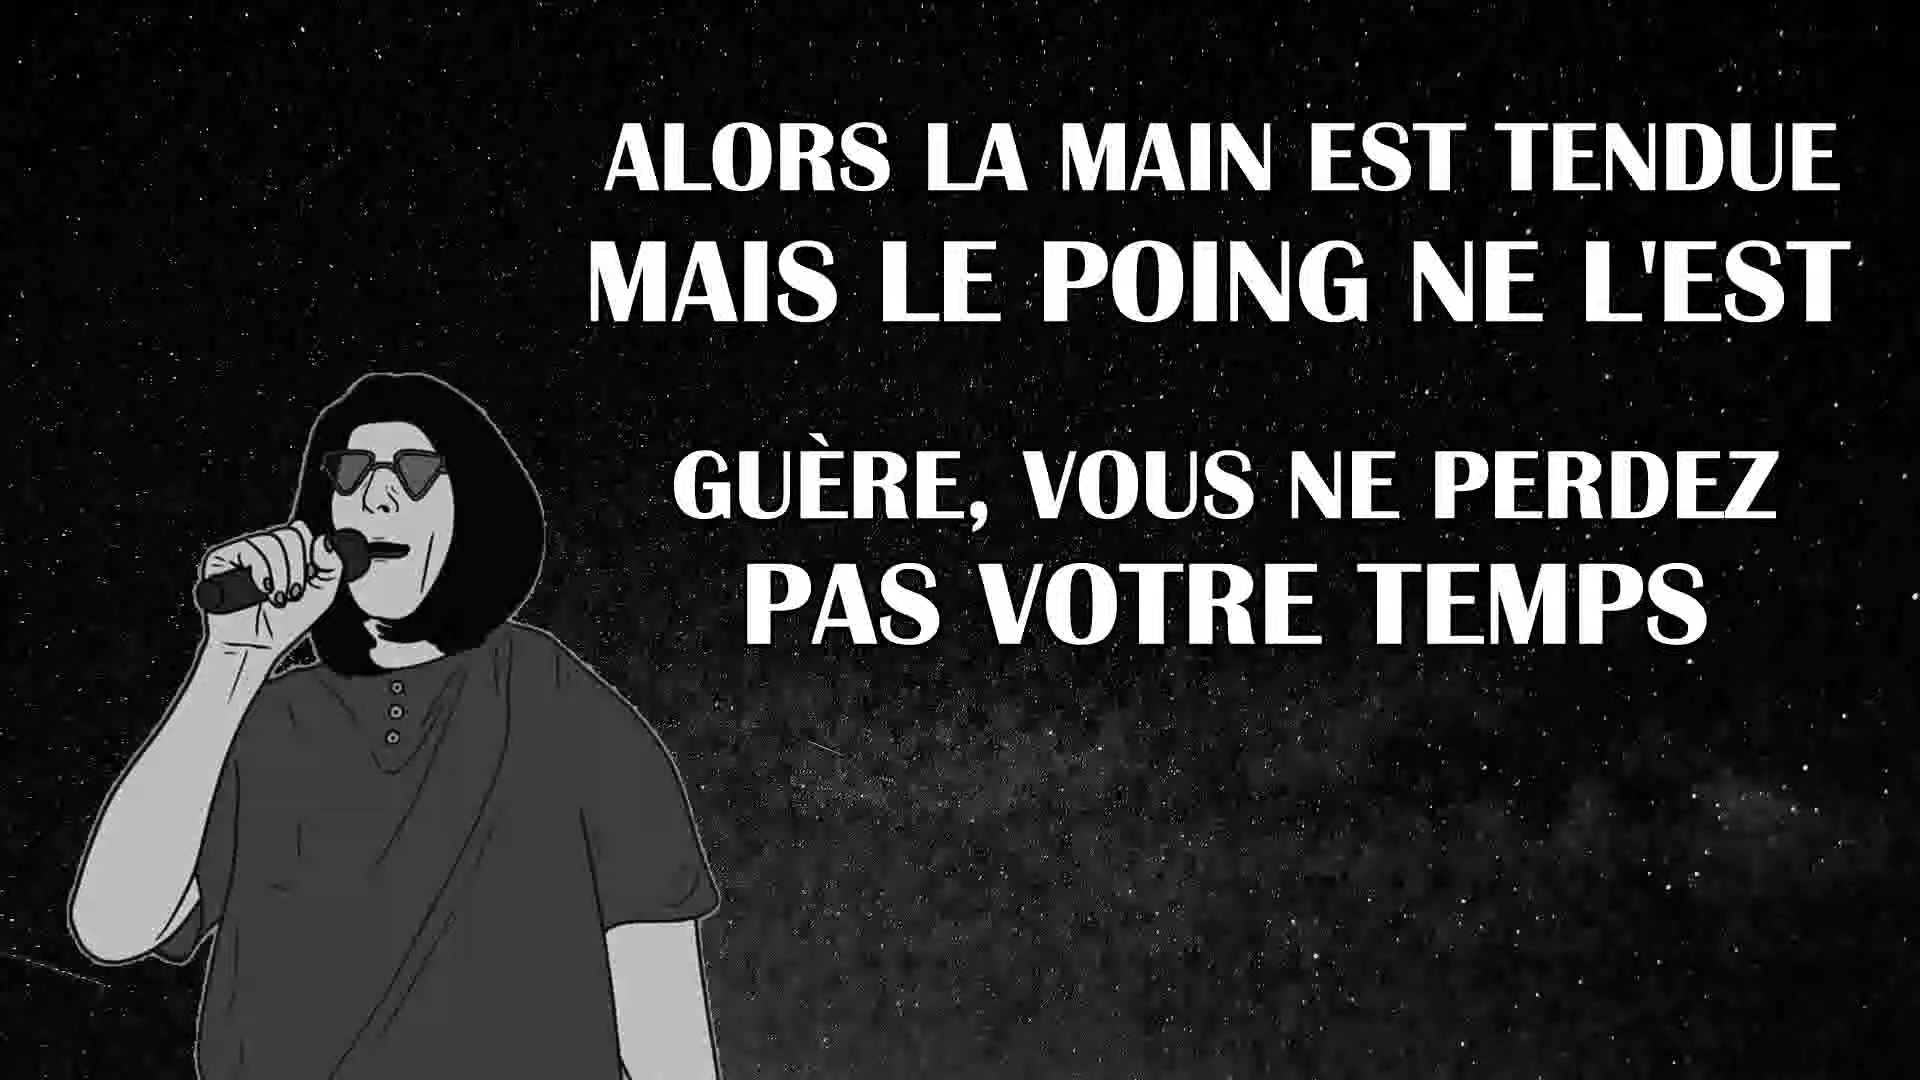 ALORS LA MAIN EST TENDUE
MAIS LE POING NE L'EST
GUÈRE, VOUS NE PERDEZ
PAS VOTRE TEMPS